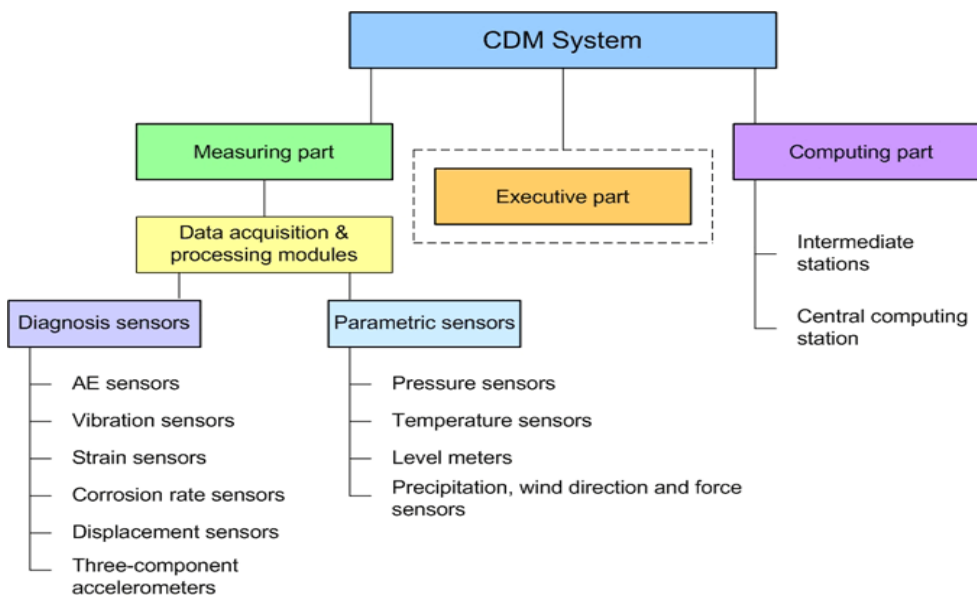 CDM System
Measuring part
Executive part
Computing part
Data acquisition &
processing modules
Intermediate
stations
Central computing
station
Diagnosis sensors
Parametric sensors
AE sensors
Vibration sensors
Strain sensors
Corrosion rate sensors
Displacement sensors
Three-component
accelerometers
Pressure sensors
Temperature sensors
Level meters
Precipitation, wind direction and force
sensors